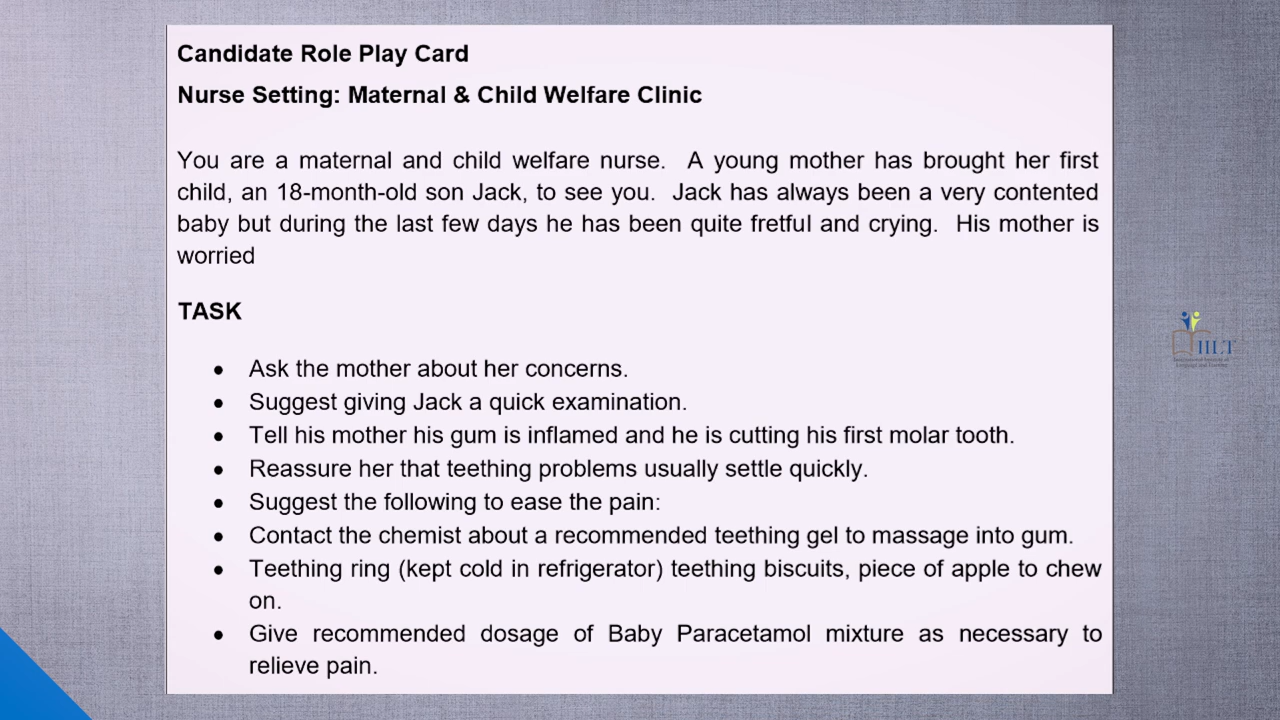 Candidate Role Play Card
Nurse Setting: Maternal & Child Welfare Clinic
You are a maternal and child welfare nurse. A young mother has brought her first
child, an 18-month-old son Jack, to see you. Jack has always been a very contented
baby but during the last few days he has been quite fretful and crying. His mother is
worried
TASK
• Ask the mother about her concerns.
• Suggest giving Jack a quick examination.
• Tell his mother his gum is inflamed and he is cutting his first molar tooth.
• Reassure her that teething problems usually settle quickly.
• Suggest the following to ease the pain:
• Contact the chemist about a recommended teething gel to massage into gum.
• Teething ring (kept cold in refrigerator) teething biscuits, piece of apple to chew
on.
• Give recommended dosage of Baby Paracetamol mixture as necessary to
relieve pain.